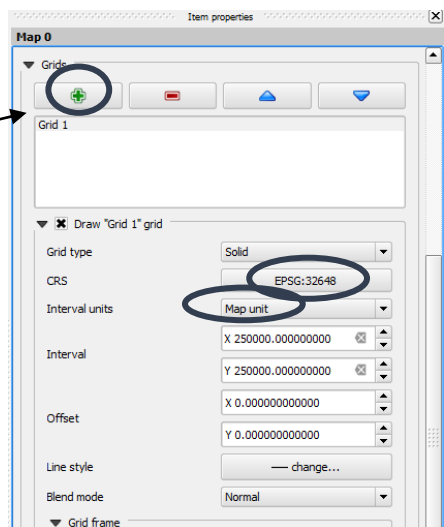 Item properties
Map 0
Grids
Grid 1
Draw "Grid 1" grid
Grid type Solid
CRS EPSG:32648
Interval units Map unit
X 250000.000000000
Interval
Y 250000.000000000
X 0.000000000000
Offset
Y 0.000000000000
Line style change...
Blend mode Normal
Grid frame